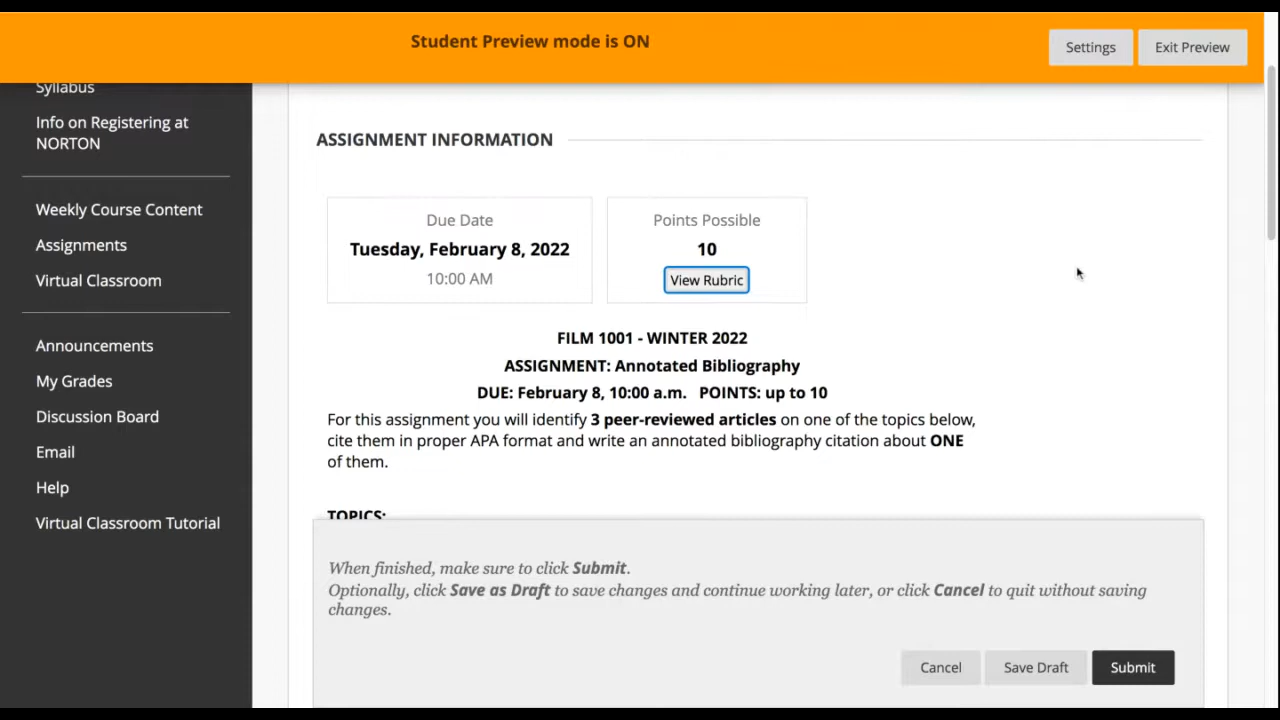 Student Preview mode is ON
Settings
Exit Preview
Syllabus
Info on Registering at
NORTON
Weekly Course Content
Assignments
Virtual Classroom
Announcements
My Grades
Discussion Board
Email
Help
Virtual Classroom Tutorial
ASSIGNMENT INFORMATION
Due Date
Tuesday, February 8, 2022
10:00 AM
Points Possible
10
View Rubric
FILM 1001 - WINTER 2022
ASSIGNMENT: Annotated Bibliography
DUE: February 8, 10:00 a.m. POINTS: up to 10
For this assignment you will identify 3 peer-reviewed articles on one of the topics below,
cite them in proper APA format and write an annotated bibliography citation about ONE
of them.
TOPICS:
When finished, make sure to click Submit.
Optionally, click Save as Draft to save changes and continue working later, or click Cancel to quit without saving
changes.
Cancel
Save Draft
Submit